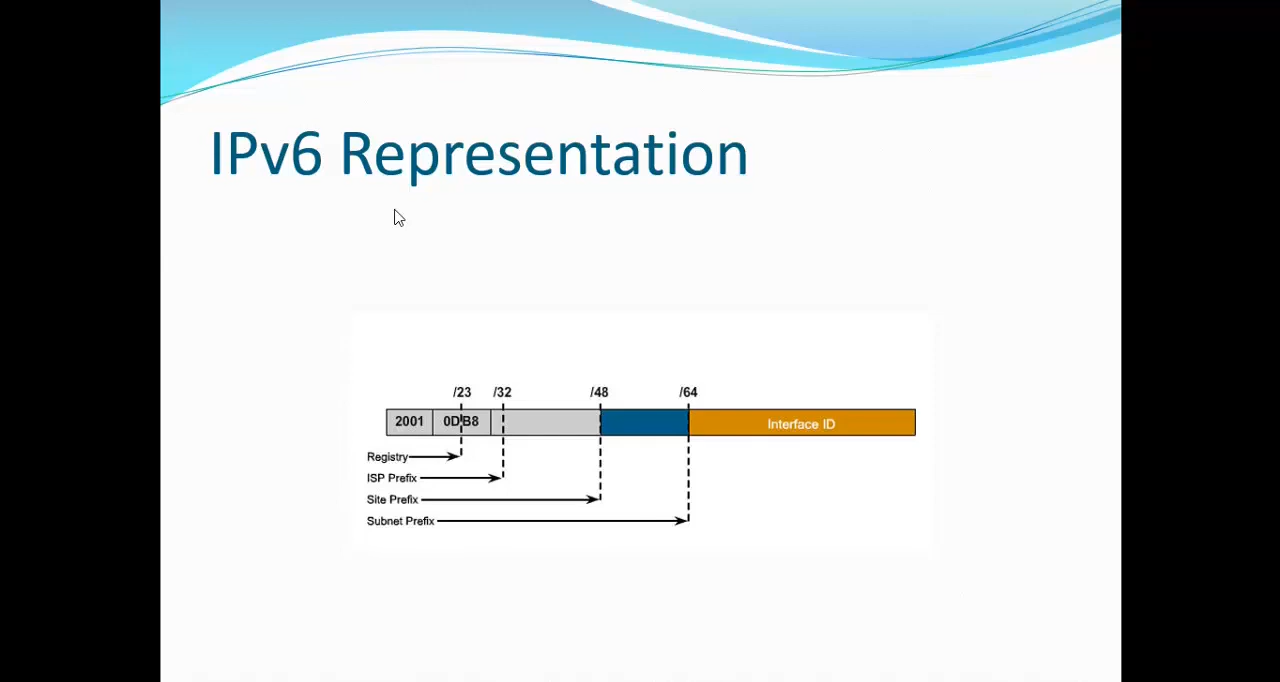 IPv6 Representation
/23 /32 /48 /64
2001 0DB8 Interface ID
Registry
ISP Prefix
Site Prefix
Subnet Prefix